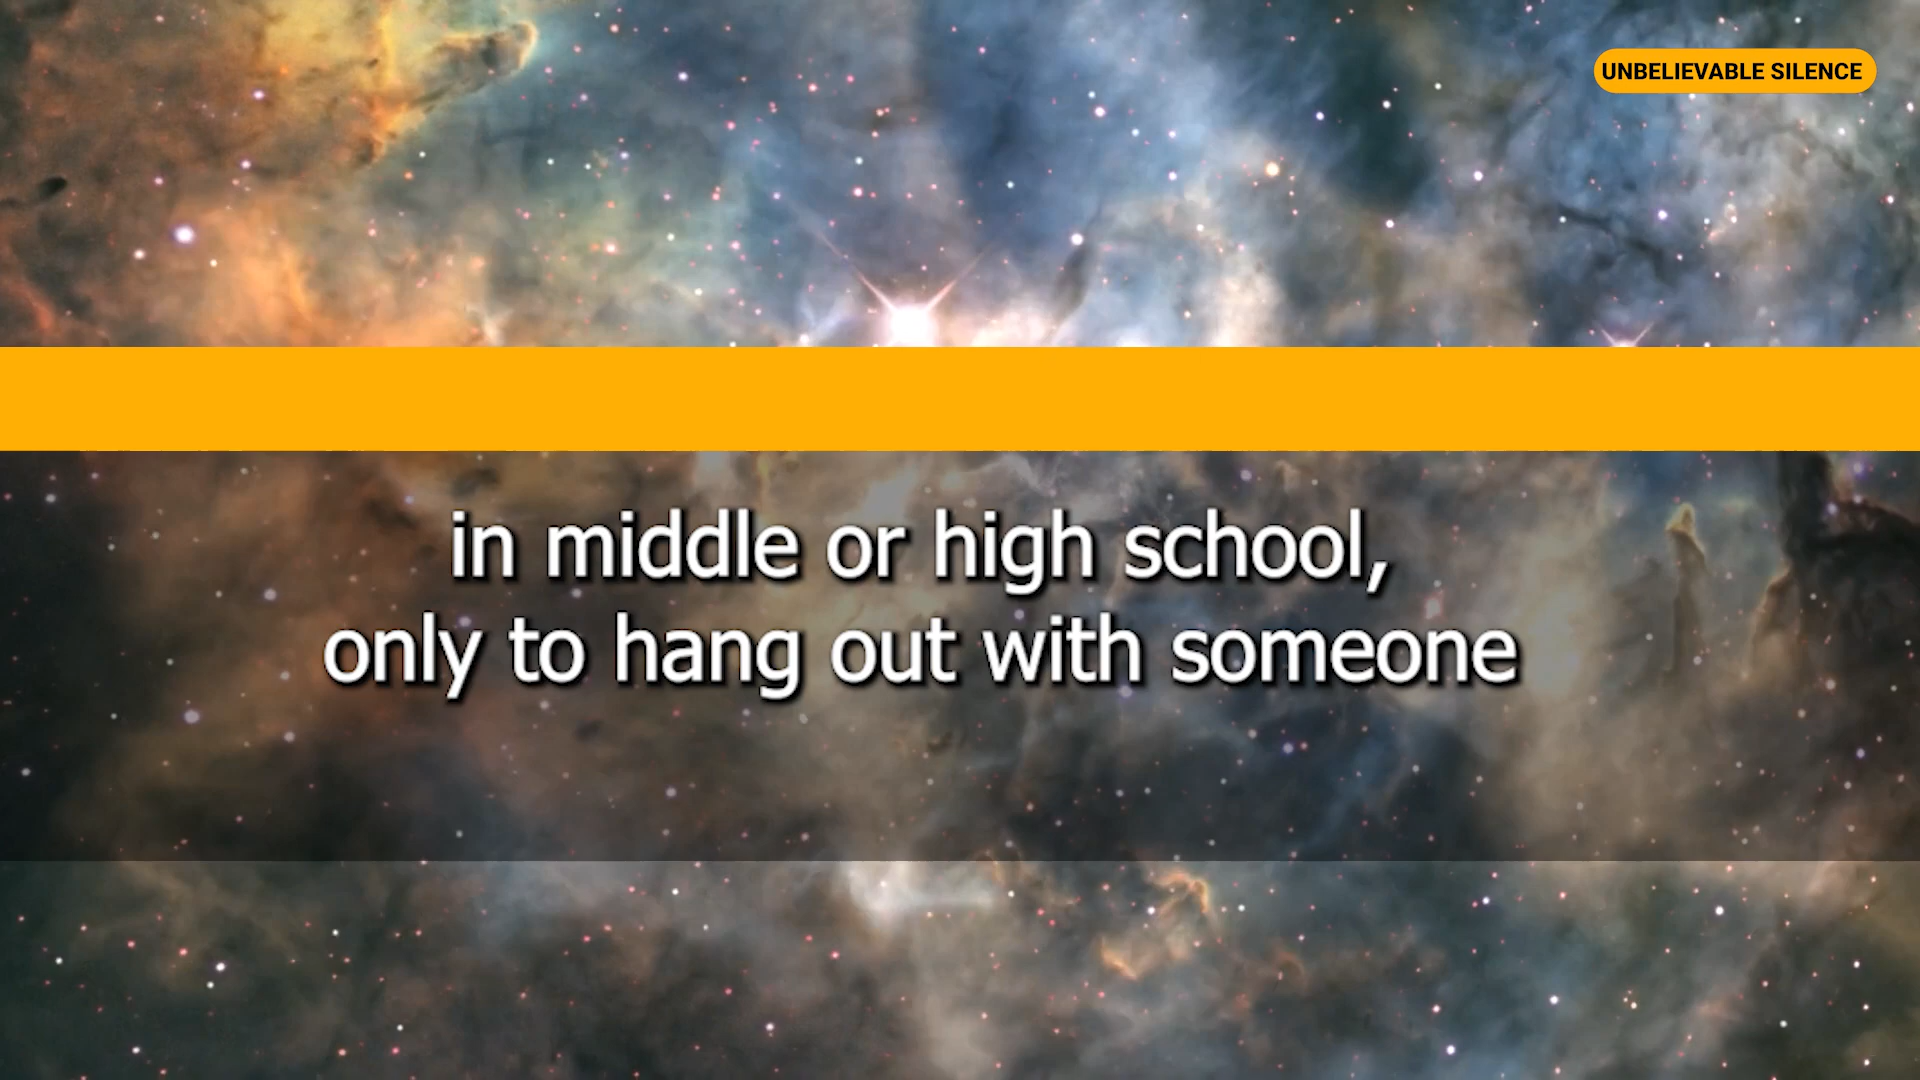 UNBELIEVABLE SILENCE
in middle or high school,
only to hang out with someone